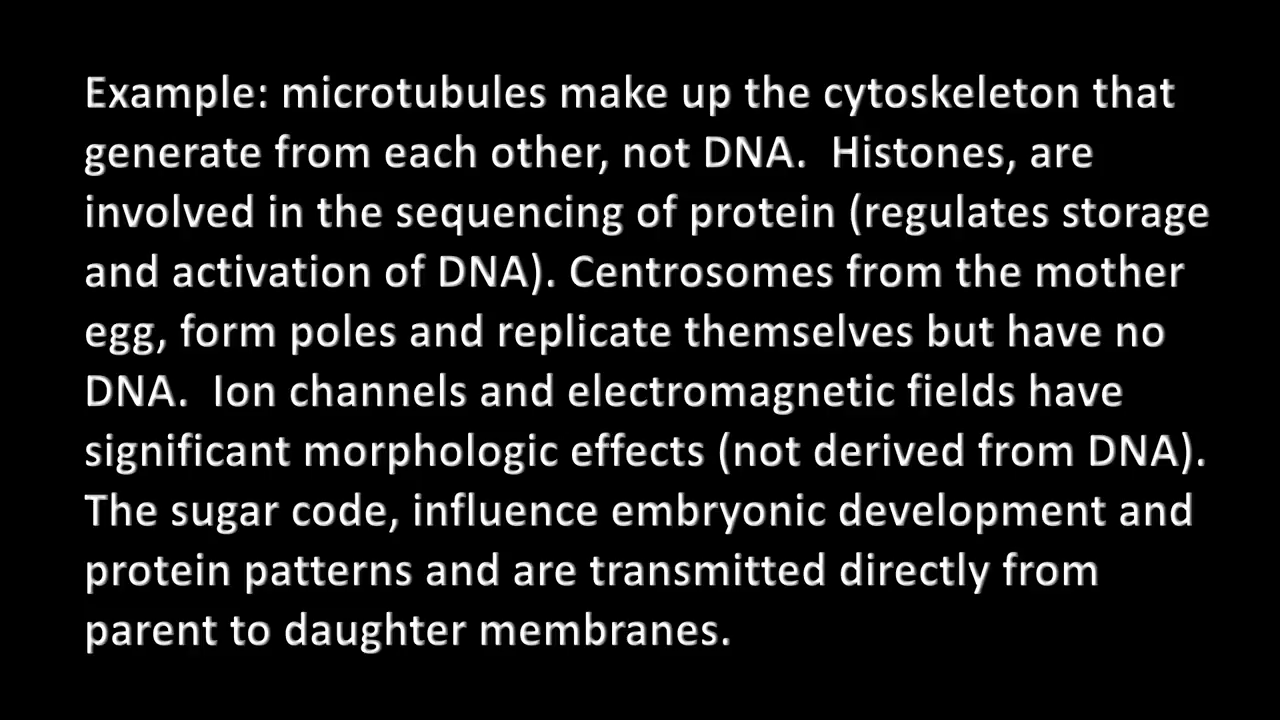 Example: microtubules make up the cytoskeleton that
generate from each other, not DNA.  Histones, are
involved in the sequencing of protein (regulates storage
and activation of DNA). Centrosomes from the mother
egg, form poles and replicate themselves but have no
DNA.  Ion channels and electromagnetic fields have
significant morphologic effects (not derived from DNA).
The sugar code, influence embryonic development and
protein patterns and are transmitted directly from
parent to daughter membranes.